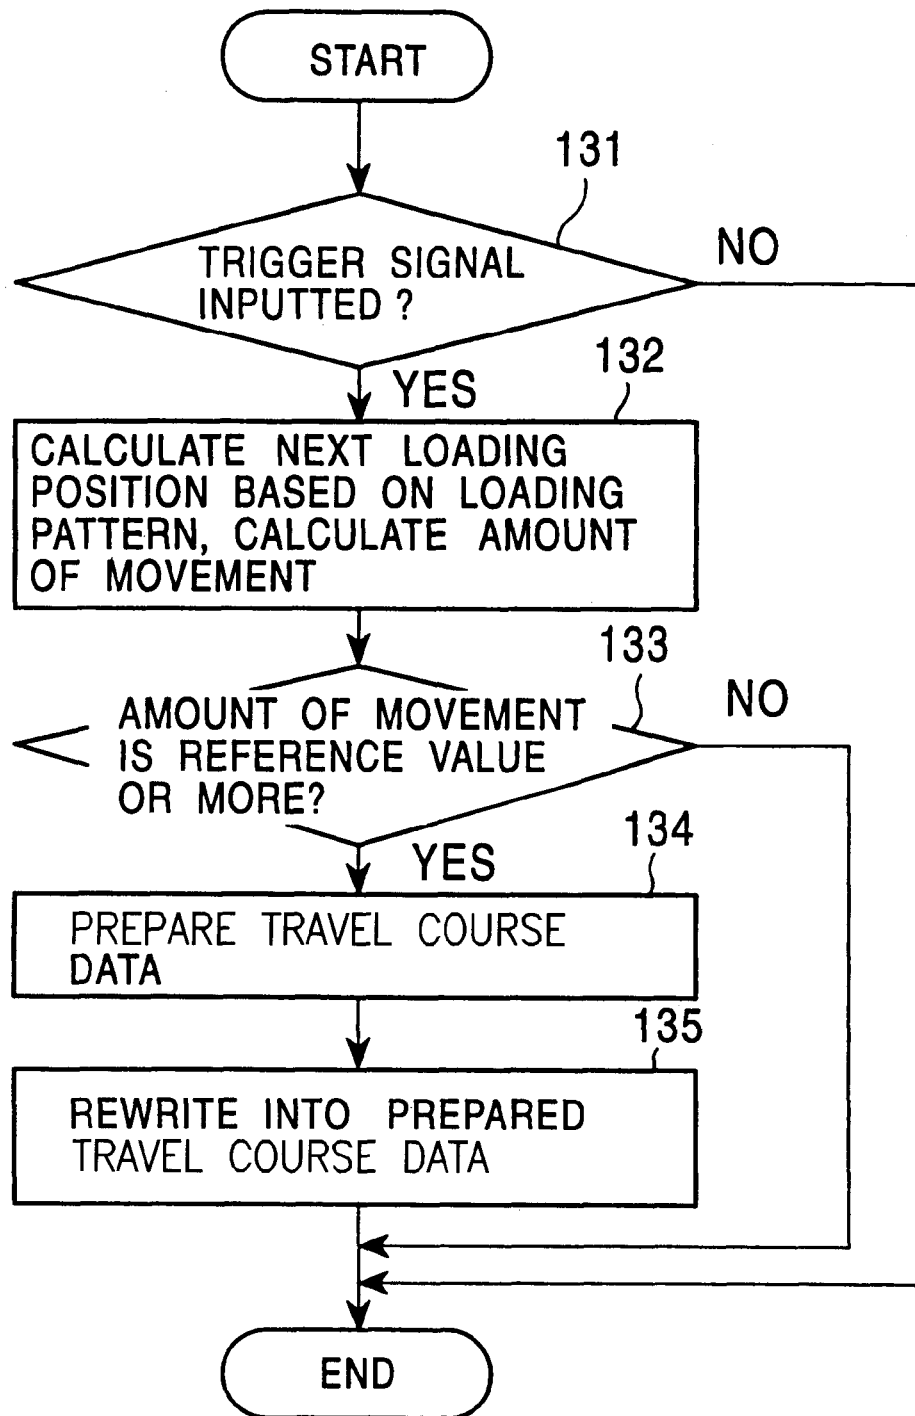 START
131
TRIGGER SIGNAL
INPUTTED ?
NO
132
YES
CALCULATE NEXT LOADING
POSITION BASED ON LOADING
PATTERN, CALCULATE AMOUNT
OF MOVEMENT
133
AMOUNT OF MOVEMENT
IS REFERENCE VALUE
OR MORE?
NO
134
YES
PREPARE TRAVEL COURSE
DATA
135
REWRITE INTO PREPARED
TRAVEL COURSE DATA
END